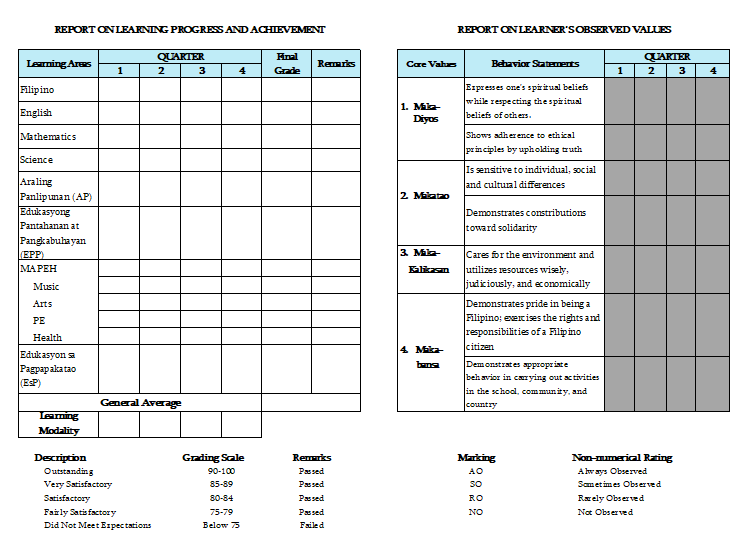 REPORT ON LEARNING PROGRESS AND ACHIEVEMENT
Learning Areas
QUARTER
Final
Grade
Remarks
1 2 3 4
Filipino
English
Mathematics
Science
Araling
Panlipunan (AP)
Edukasyong
Pantahanan at
Pangkabuhayan
(EPP)
MAPEH
Music
Arts
PE
Health
Edukasyon sa
Pagpapakatao
(EsP)
General Average
Learning
Modality
Description Grading Scale Remarks
Outstanding 90-100 Passed
Very Satisfactory 85-89 Passed
Satisfactory 80-84 Passed
Fairly Satisfactory 75-79 Passed
Did Not Meet Expectations Below 75 Failed
REPORT ON LEARNER'S OBSERVED VALUES
Core Values
Behavior Statements
QUARTER
1 2 3 4
1. Maka-
Diyos
Expresses one's spiritual beliefs
while respecting the spiritual
beliefs of others.
Shows adherence to ethical
principles by upholding truth
2. Makatao
Is sensitive to individual, social
and cultural differences
Demonstrates constributions
toward solidarity
3. Maka-
Kalikasan
Cares for the environment and
utilizes resources wisely,
judiciously, and economically
4. Maka-
bansa
Demonstrates pride in being a
Filipino; exercises the rights and
responsibilities of a Filipino
citizen
Demonstrates appropriate
behavior in carrying out activities
in the school, community, and
country
Marking Non-numerical Rating
AO Always Observed
SO Sometimes Observed
RO Rarely Observed
NO Not Observed